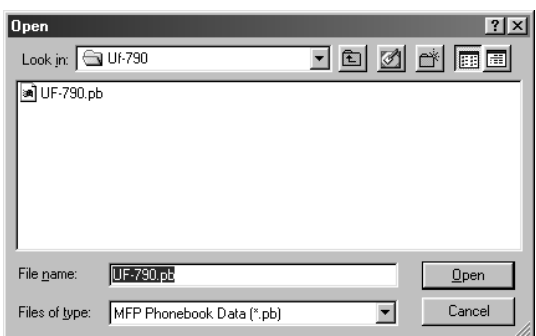 Open
Look in: Uf-790
UF-790.pb
File name: UF-790.pb Open
Files of type: MFP Phonebook Data (*.pb) Cancel